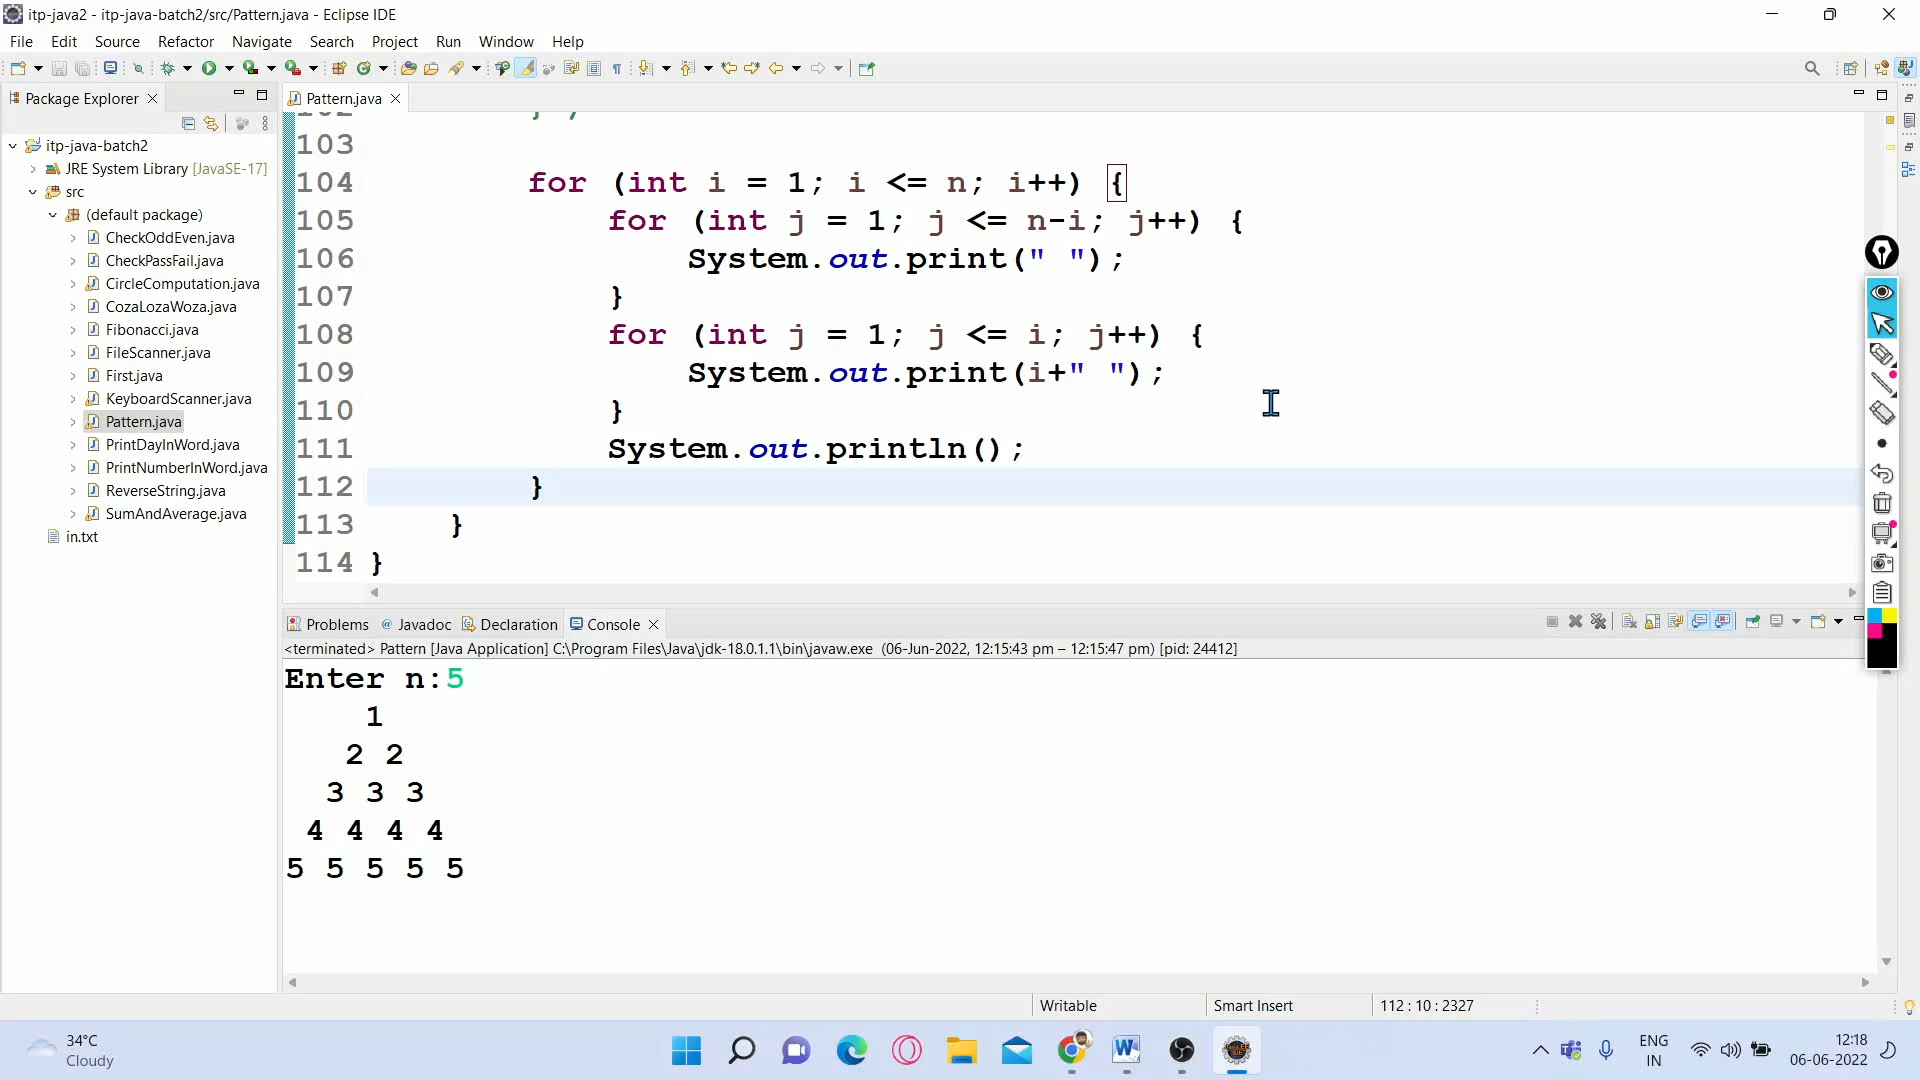 itp-java2 - itp-java-batch2/src/Pattern.java - Eclipse IDE
File Edit Source Refactor Navigate Search Project Run Window Help
Package Explorer
Pattern.java
itp-java-batch2
JRE System Library [JavaSE-17]
src
(default package)
CheckOddEven.java
CheckPassFail.java
CircleComputation.java
CozaLozaWoza.java
Fibonacci.java
FileScanner.java
First.java
KeyboardScanner.java
Pattern.java
PrintDayInWord.java
PrintNumberInWord.java
ReverseString.java
SumAndAverage.java
in.txt
103
104 for (int i = 1; i <= n; i++) {
105 for (int j = 1; j <= n-i; j++) {
106 System.out.print(" ");
107 }
108 for (int j = 1; j <= i; j++) {
109 System.out.print(i+" ");
110 }
111 System.out.println();
112 }
113 }
114 }
Problems @ Javadoc Declaration Console
<terminated> Pattern [Java Application] C:\Program Files\Java\jdk-18.0.1.1\bin\javaw.exe (06-Jun-2022, 12:15:43 pm – 12:15:47 pm) [pid: 24412]
Enter n:5
1
2 2
3 3 3
4 4 4 4
5 5 5 5 5
Writable Smart Insert 112 : 10 : 2327
34°C
Cloudy
ENG
IN
12:18
06-06-2022